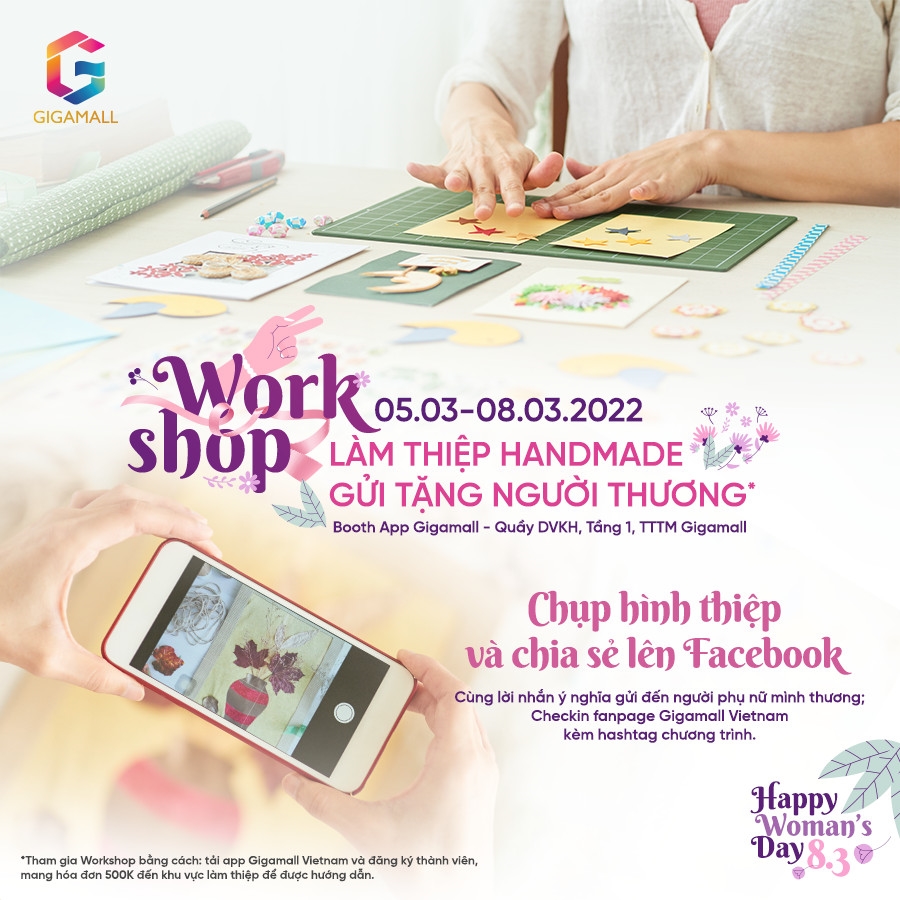 GIGAMALL
Work
shop
05.03-08.03.2022
LÀM THIỆP HANDMADE
GỬI TẶNG NGƯỜI THƯƠNG*
Booth App Gigamall - Quầy DVKH, Tầng 1, TTTM Gigamall
Chụp hình thiệp
và chia sẻ lên Facebook
Cùng lời nhắn ý nghĩa gửi đến người phụ nữ mình thương;
Checkin fanpage Gigamall Vietnam
kèm hashtag chương trình.
Happy
Woman's
Day 8.3
*Tham gia Workshop bằng cách: tải app Gigamall Vietnam và đăng ký thành viên,
mang hóa đơn 500K đến khu vực làm thiệp để được hướng dẫn.